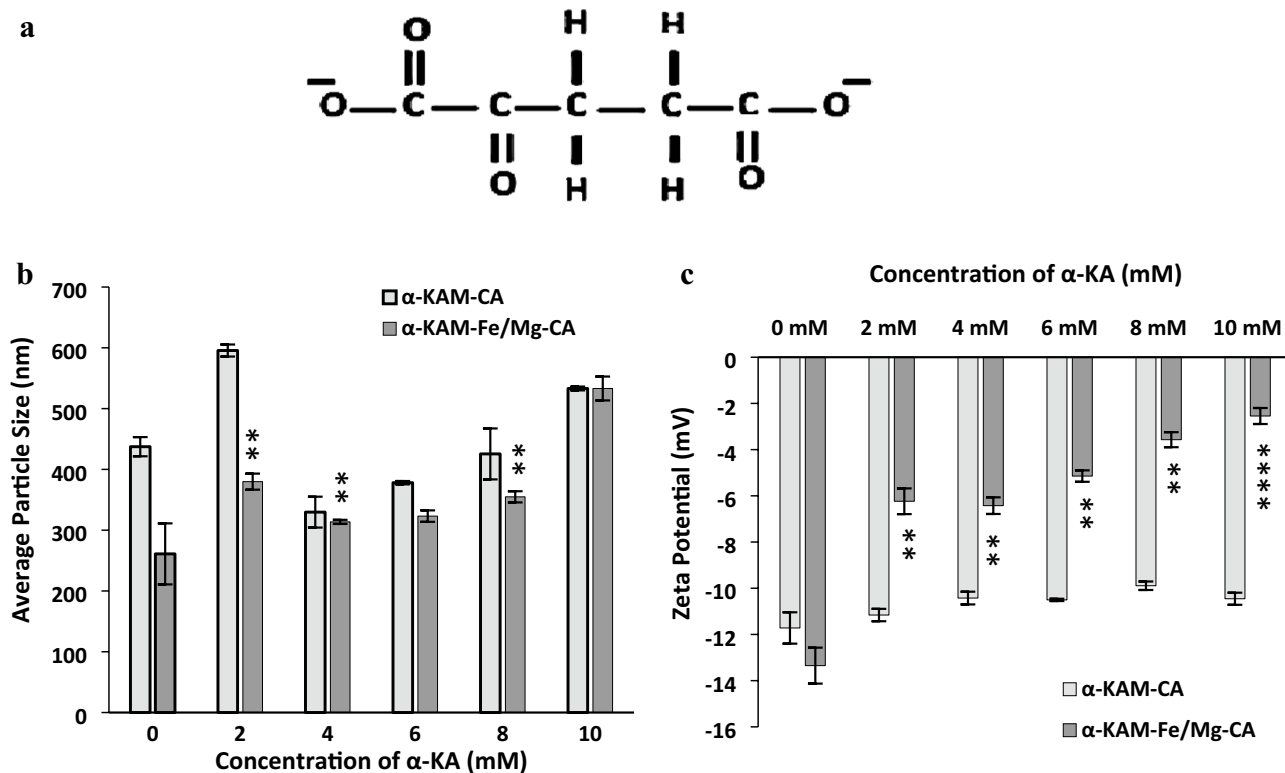 a
O H H
− −
O C C C C C O
O H H O
b
700
600
500
400
300
200
100
0
Average Particle Size (nm)
α-KAM-CA
α-KAM-Fe/Mg-CA
**
**
**
0 2 4 6 8 10
Concentration of α-KA (mM)
c
Concentration of α-KA (mM)
0 mM 2 mM 4 mM 6 mM 8 mM 10 mM
0
-2
-4
-6
-8
-10
-12
-14
-16
Zeta Potential (mV)
**
**
**
**
****
α-KAM-CA
α-KAM-Fe/Mg-CA